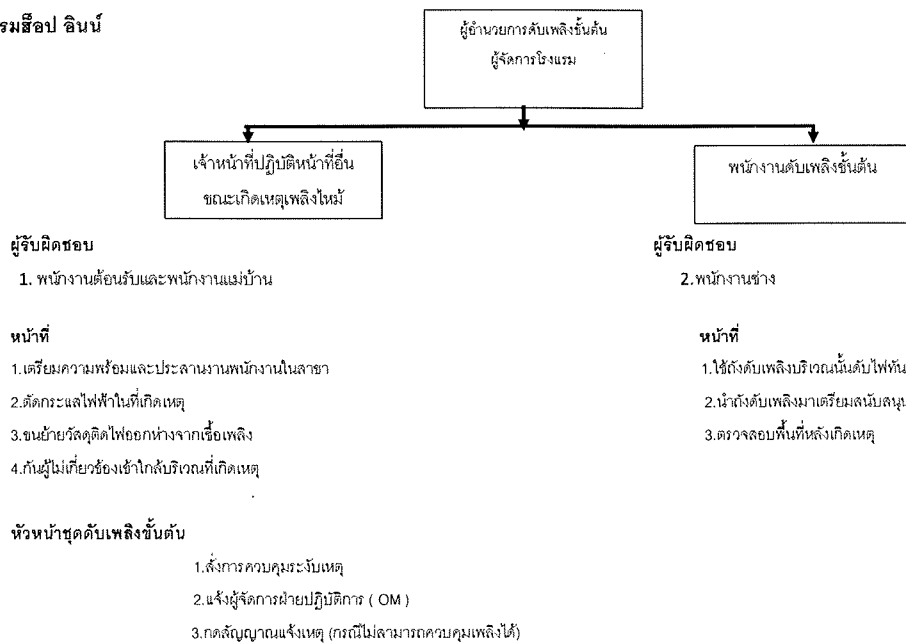 รมฮ็อป อินน์
ผู้อำนวยการดับเพลิงขั้นต้น
ผู้จัดการโรงแรม
เจ้าหน้าที่ปฏิบัติหน้าที่อื่น
ขณะเกิดเหตุเพลิงไหม้
พนักงานดับเพลิงขั้นต้น
ผู้รับผิดชอบ
1. พนักงานต้อนรับและพนักงานแม่บ้าน
หน้าที่
1.เตรียมความพร้อมและประสานงานพนักงานในสาขา
2.ตัดกระแสไฟฟ้าในที่เกิดเหตุ
3.ขนย้ายวัสดุติดไฟออกห่างจากเชื้อเพลิง
4.กันผู้ไม่เกี่ยวข้องเข้าใกล้บริเวณที่เกิดเหตุ
ผู้รับผิดชอบ
2.พนักงานช่าง
หน้าที่
1.ใช้ถังดับเพลิงบริเวณนั้นดับไฟทัน
2.นำถังดับเพลิงมาเตรียมสนับสนุน
3.ตรวจสอบพื้นที่หลังเกิดเหตุ
หัวหน้าชุดดับเพลิงขั้นต้น
1.สั่งการควบคุมระงับเหตุ
2.แจ้งผู้จัดการฝ่ายปฏิบัติการ ( OM )
3.กดสัญญาณแจ้งเหตุ (กรณีไม่สามารถควบคุมเพลิงได้)